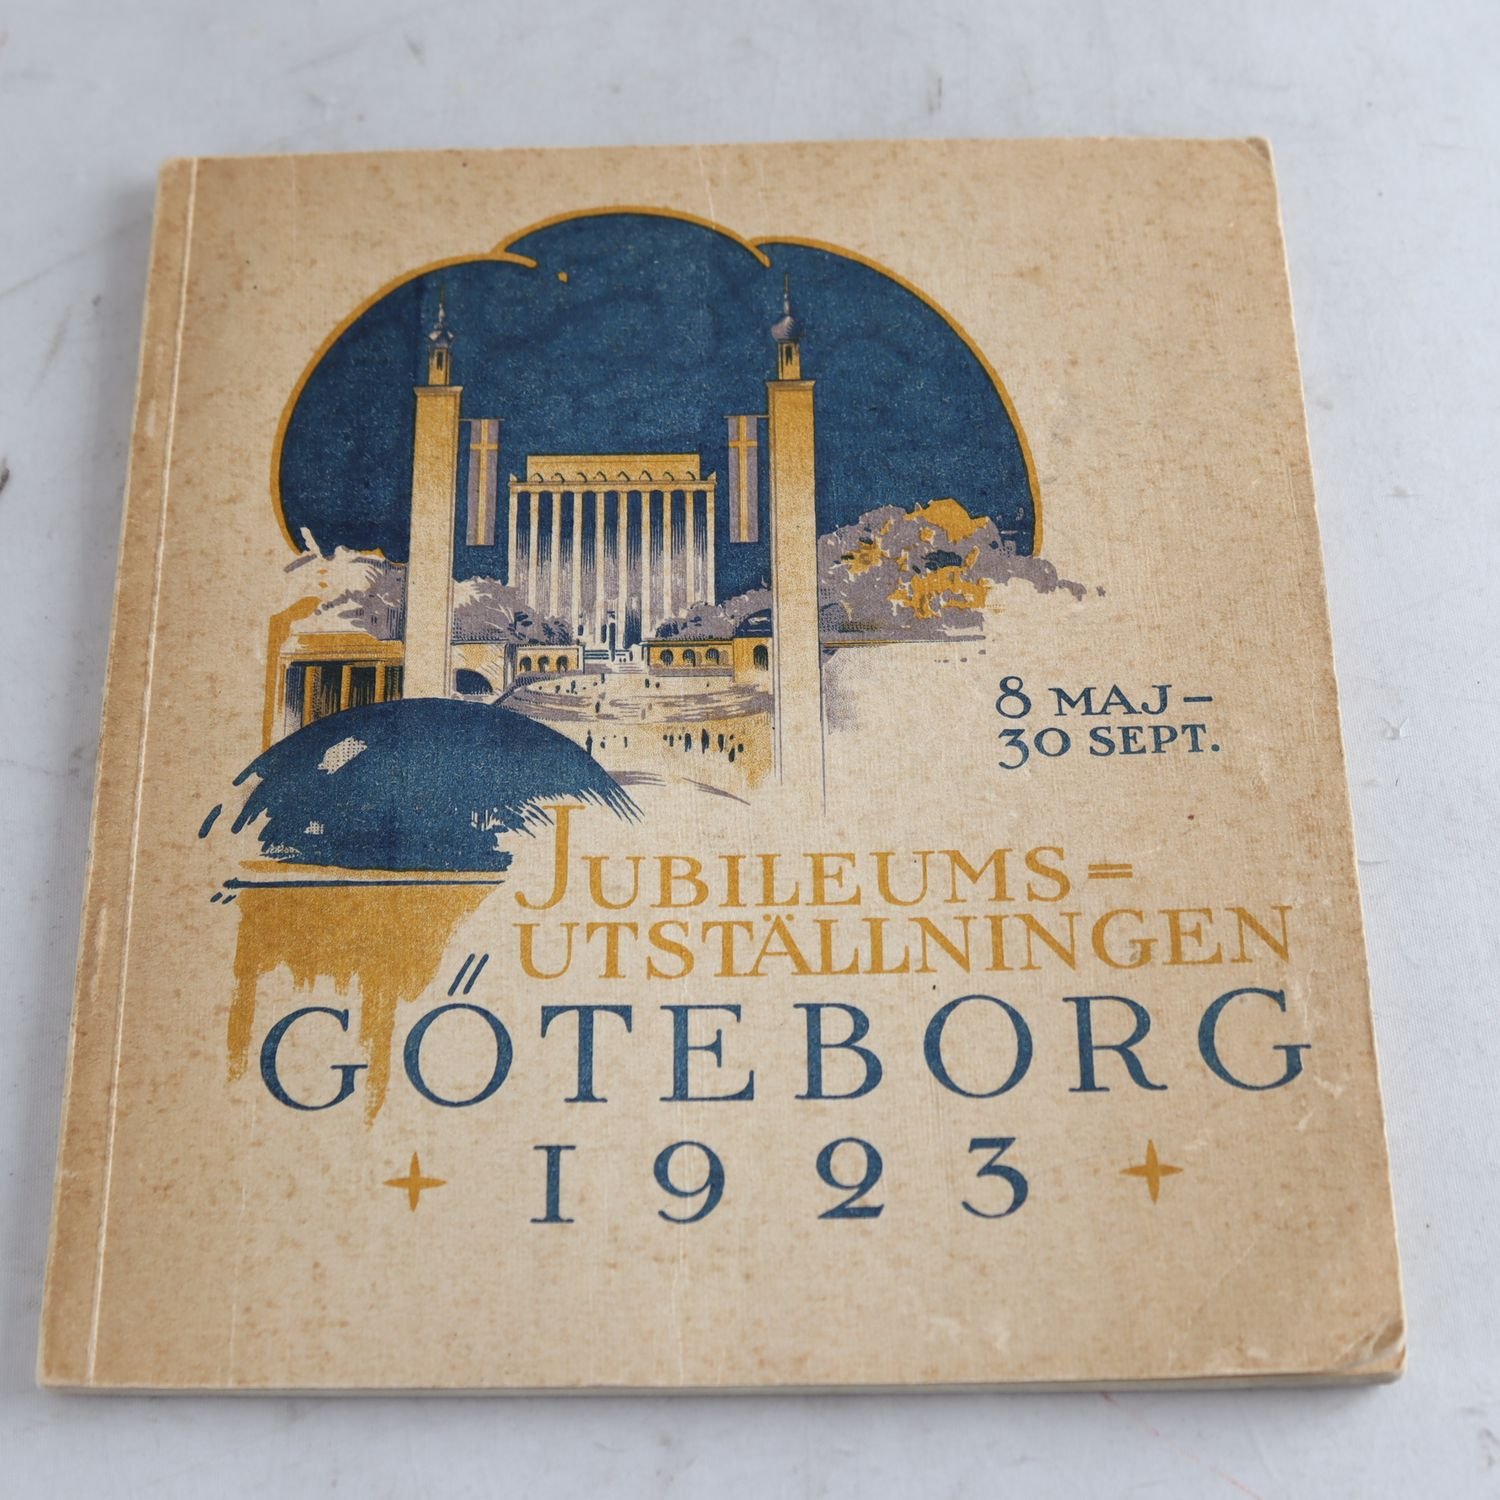 8 MAJ –
30 SEPT.
JUBILEUMS=
UTSTÄLLNINGEN
GÖTEBORG
1923